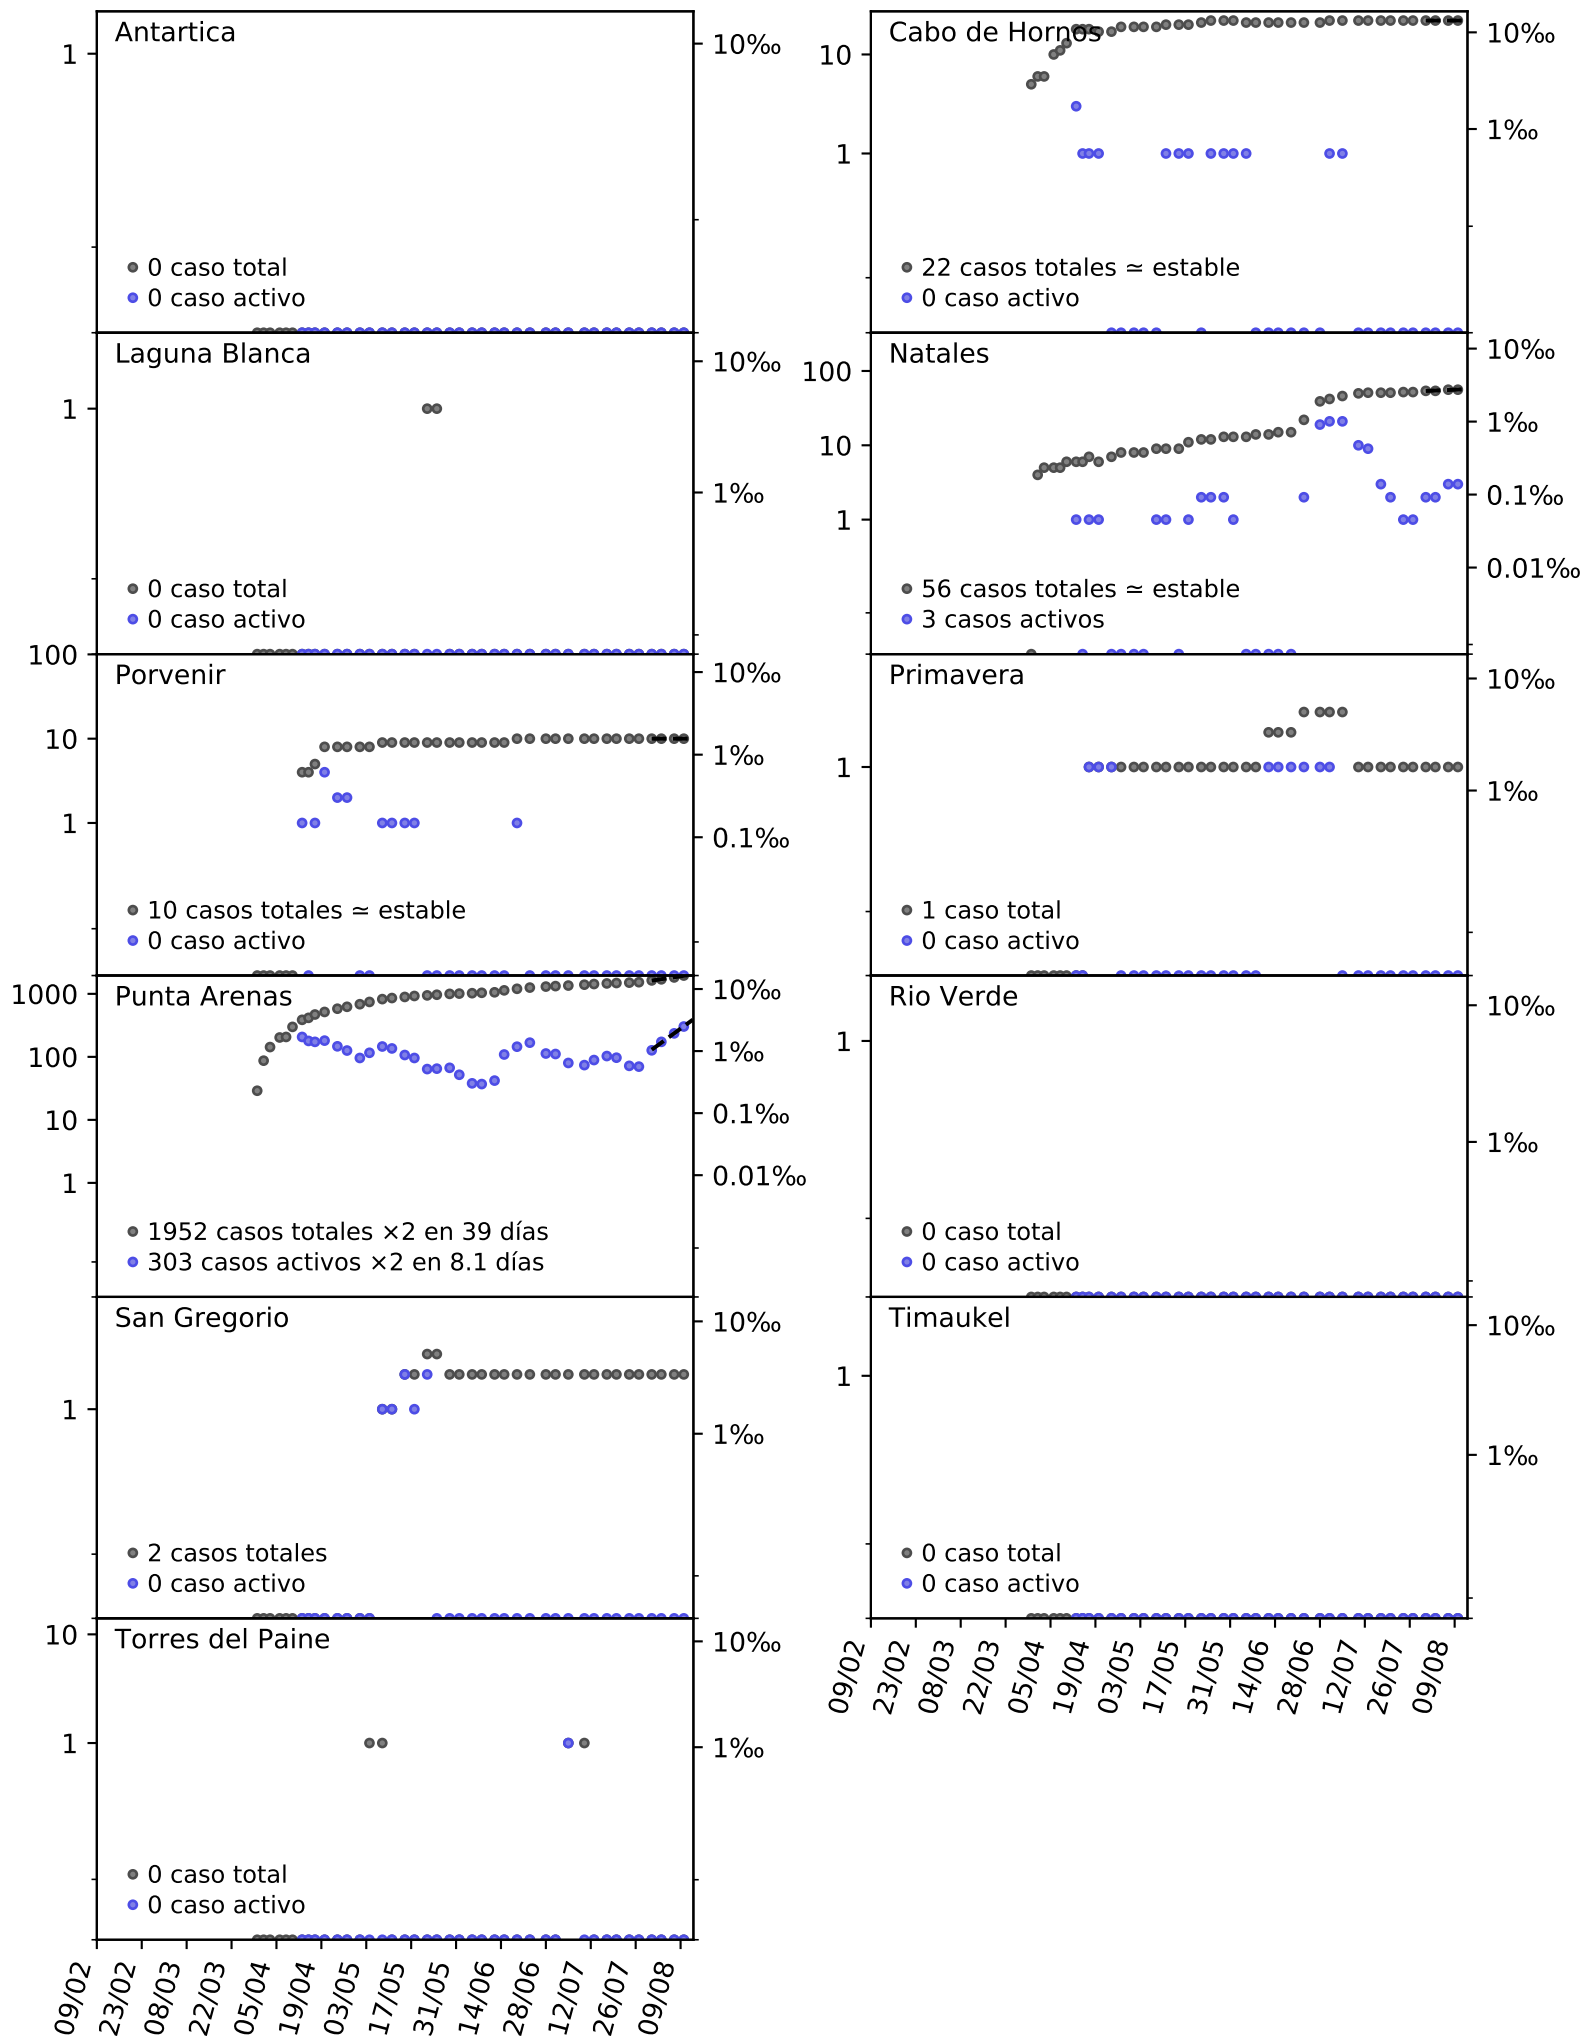 Antartica
1
10‰
0 caso total
0 caso activo
Cabo de Hornos
10
1
10‰
1‰
22 casos totales ≃ estable
0 caso activo
Laguna Blanca
1
10‰
1‰
0 caso total
0 caso activo
Natales
100
10
1
10‰
1‰
0.1‰
0.01‰
56 casos totales ≃ estable
3 casos activos
Porvenir
100
10
1
10‰
1‰
0.1‰
10 casos totales ≃ estable
0 caso activo
Primavera
1
10‰
1‰
1 caso total
0 caso activo
Punta Arenas
1000
100
10
1
10‰
1‰
0.1‰
0.01‰
1952 casos totales ×2 en 39 días
303 casos activos ×2 en 8.1 días
Rio Verde
1
10‰
1‰
0 caso total
0 caso activo
San Gregorio
1
10‰
1‰
2 casos totales
0 caso activo
Timaukel
1
10‰
1‰
0 caso total
0 caso activo
09/02
23/02
08/03
22/03
05/04
19/04
03/05
17/05
31/05
14/06
28/06
12/07
26/07
09/08
Torres del Paine
10
1
10‰
1‰
0 caso total
0 caso activo
09/02
23/02
08/03
22/03
05/04
19/04
03/05
17/05
31/05
14/06
28/06
12/07
26/07
09/08